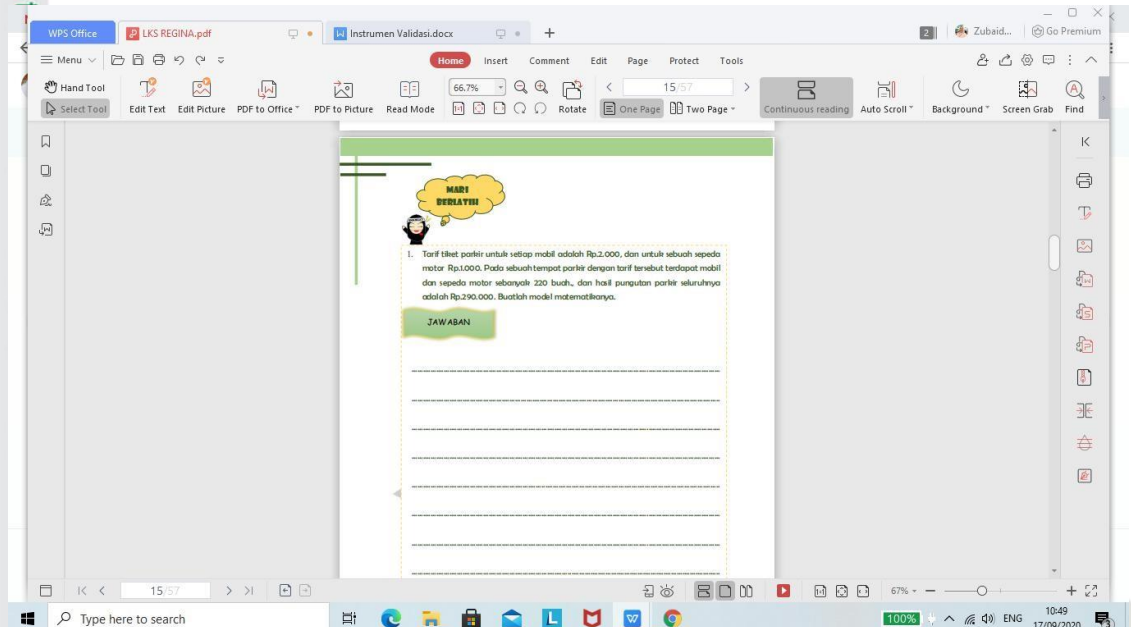 WPS Office
LKS REGINA.pdf
Instrumen Validasi.docx
2
Zubaid...
Go Premium
Menu
Home Insert Comment Edit Page Protect Tools
Hand Tool
Select Tool
Edit Text
Edit Picture
PDF to Office
PDF to Picture
Read Mode
66.7%
Rotate
15/57
One Page
Two Page
Continuous reading
Auto Scroll
Background
Screen Grab
Find
MARI
BERLATIH
1. Tarif tiket parkir untuk setiap mobil adalah Rp.2.000, dan untuk sebuah sepeda
motor Rp.1.000. Pada sebuah tempat parkir dengan tarif tersebut terdapat mobil
dan sepeda motor sebanyak 220 buah., dan hasil pungutan parkir seluruhnya
adalah Rp.290.000. Buatlah model matematikanya.
JAWABAN
15/57
67%
Type here to search
100%
ENG
10:49
17/09/2020